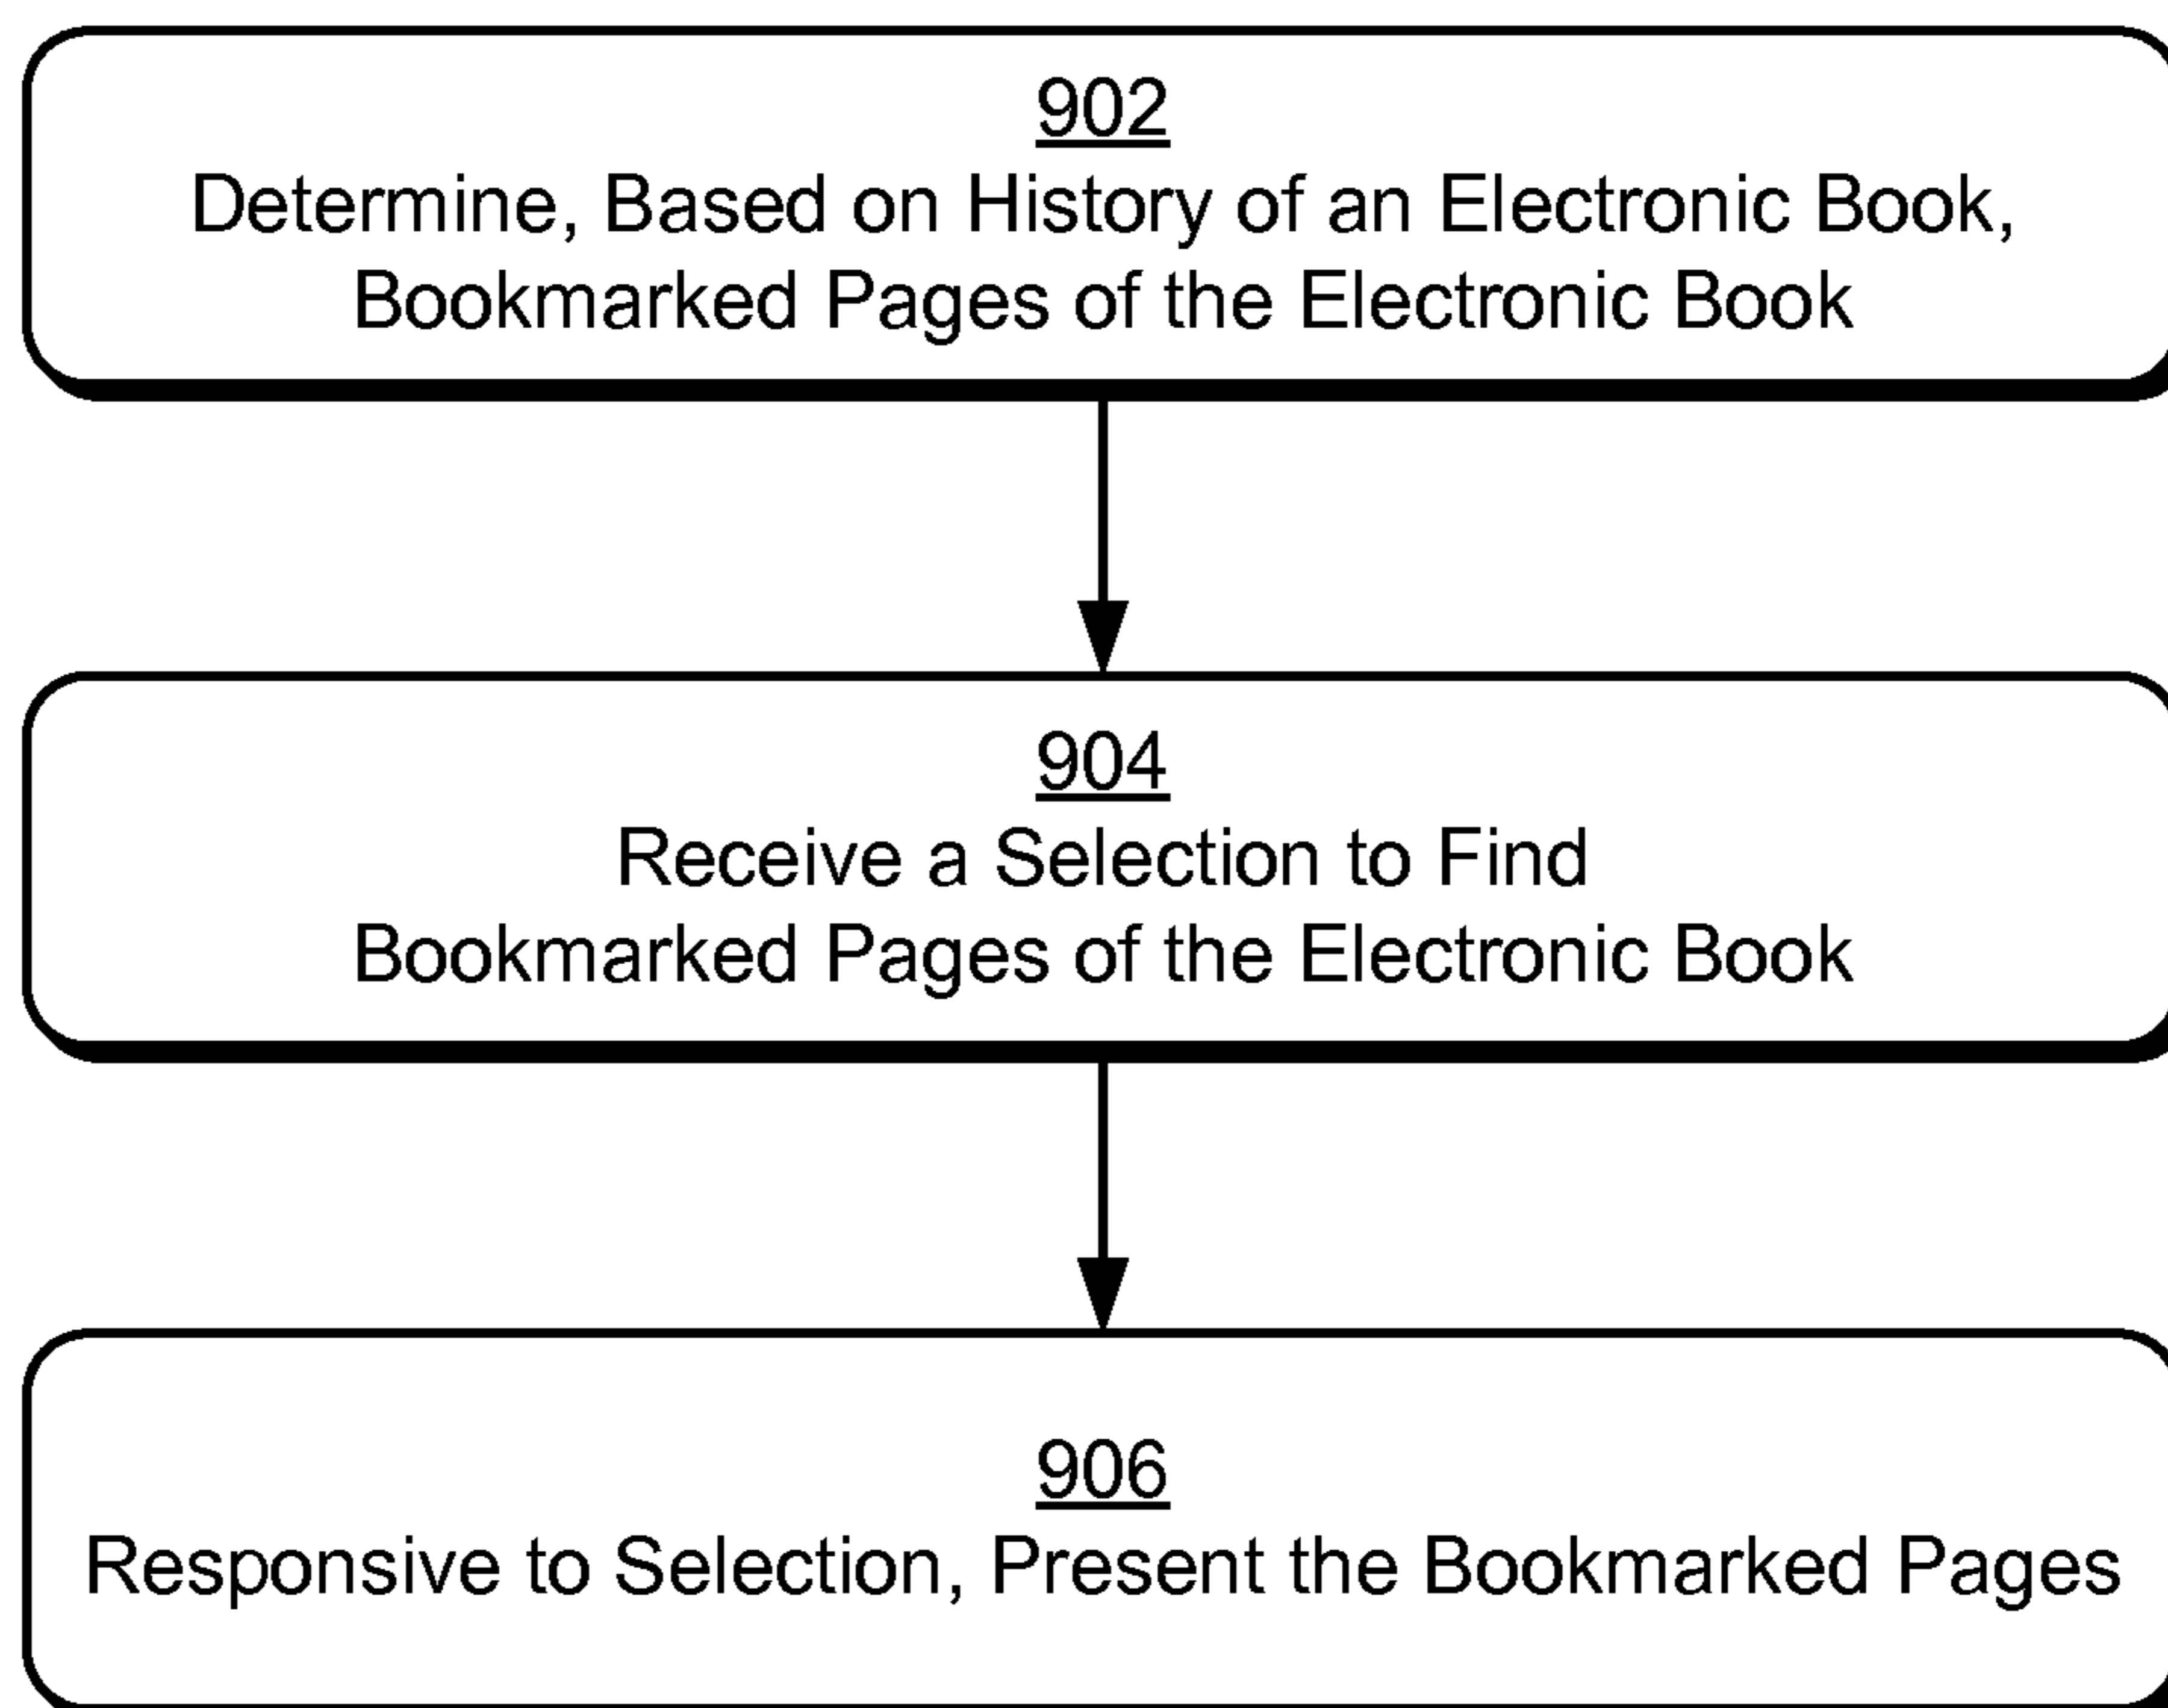 902
Determine, Based on History of an Electronic Book,
Bookmarked Pages of the Electronic Book
904
Receive a Selection to Find
Bookmarked Pages of the Electronic Book
906
Responsive to Selection, Present the Bookmarked Pages